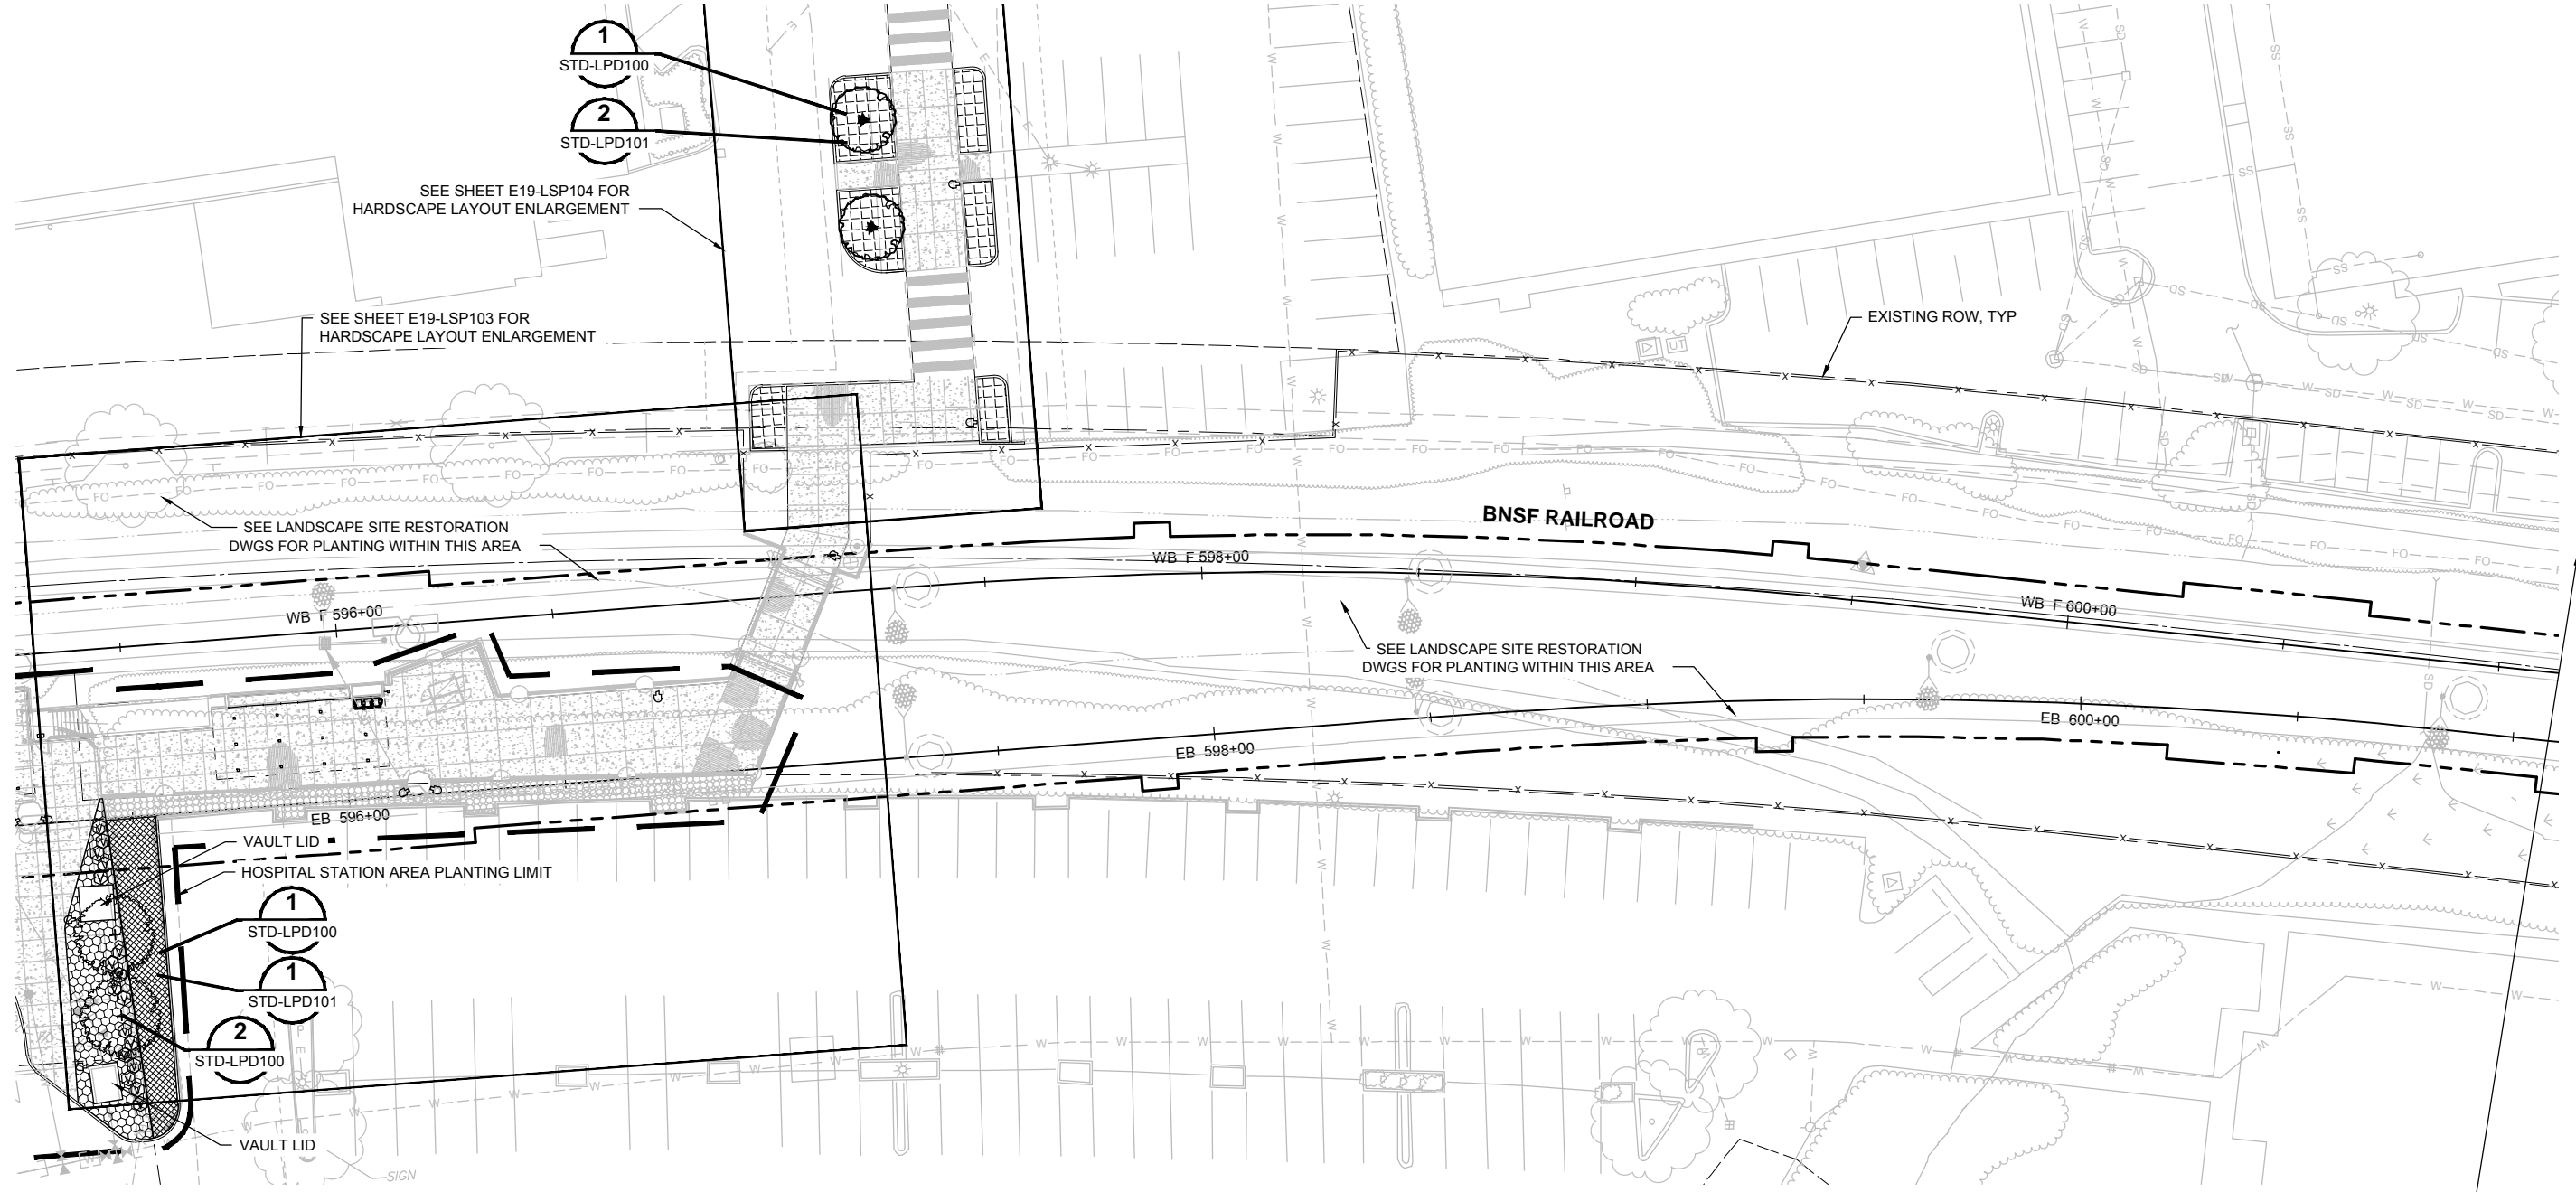 1
STD-LPD100
2
STD-LPD101
SEE SHEET E19-LSP104 FOR
HARDSCAPE LAYOUT ENLARGEMENT
SEE SHEET E19-LSP103 FOR
HARDSCAPE LAYOUT ENLARGEMENT
EXISTING ROW, TYP
SEE LANDSCAPE SITE RESTORATION
DWGS FOR PLANTING WITHIN THIS AREA
BNSF RAILROAD
WB F 596+00
WB F 598+00
WB F 600+00
SEE LANDSCAPE SITE RESTORATION
DWGS FOR PLANTING WITHIN THIS AREA
EB 596+00
EB 598+00
EB 600+00
VAULT LID
HOSPITAL STATION AREA PLANTING LIMIT
1
STD-LPD100
1
STD-LPD101
2
STD-LPD100
VAULT LID
SIGN